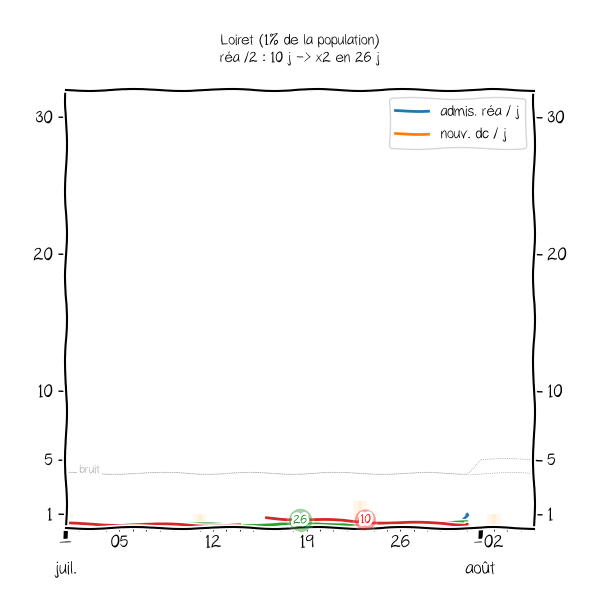 Loiret (1% de la population)
réa /2 : 10 j -> x2 en 26 j
admis. réa / j
nouv. dc / j
30
30
20
20
10
10
5
5
bruit
1
1
26
10
05
12
19
26
02
juil.
août